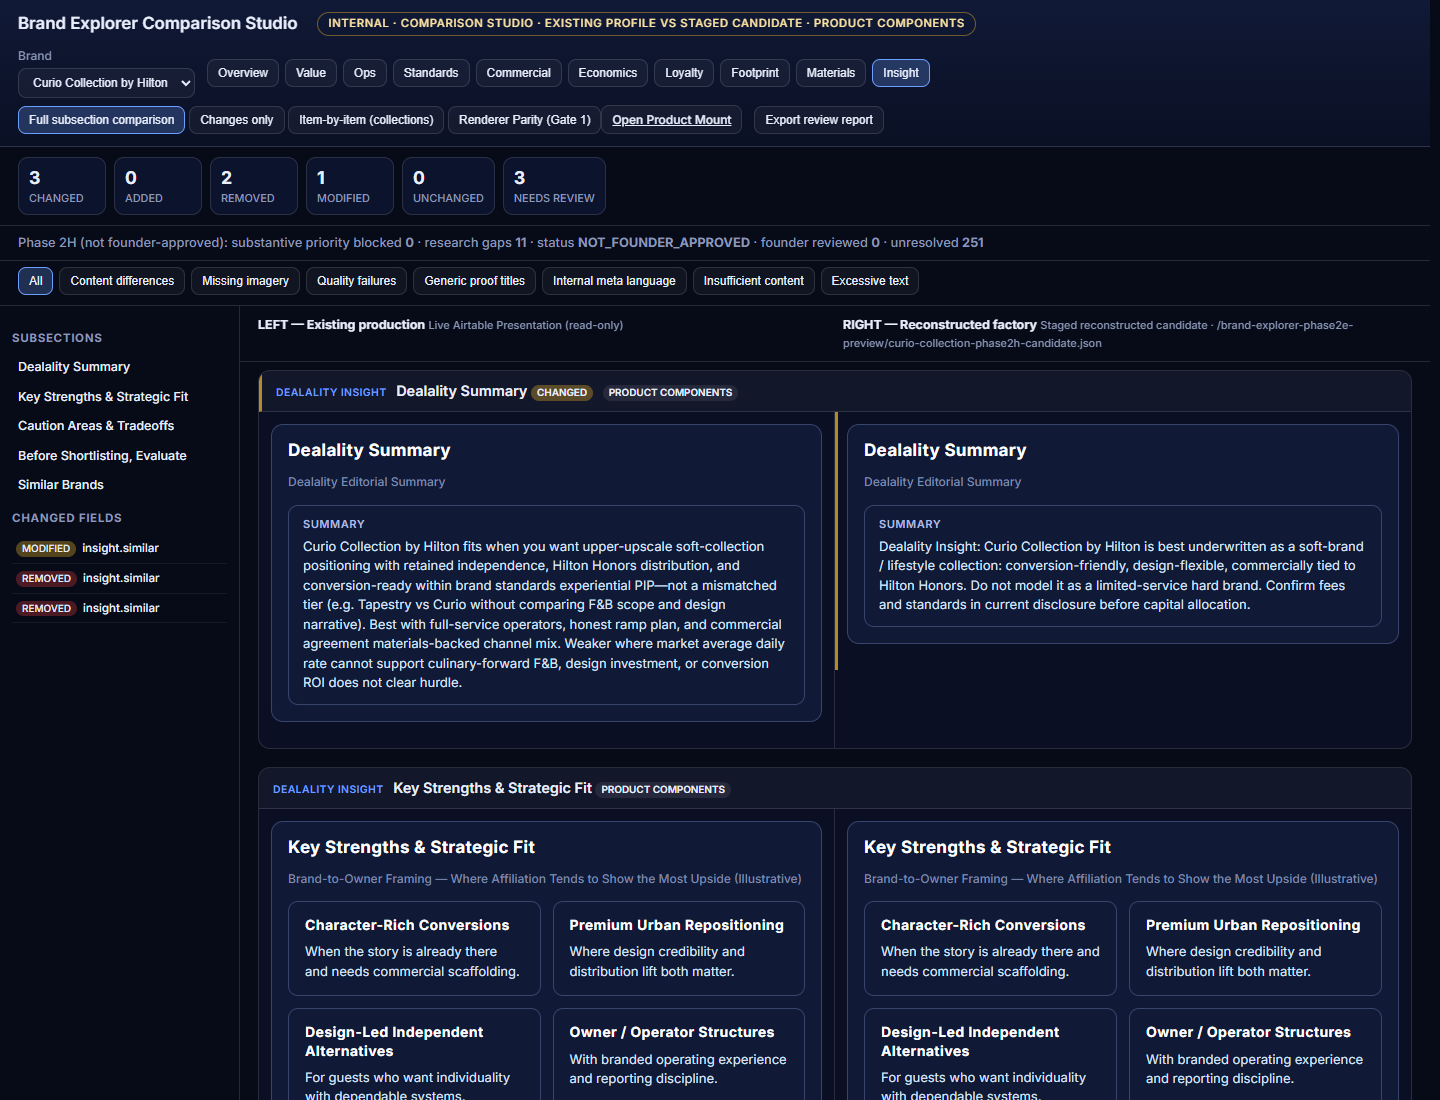 Brand Explorer Comparison Studio
INTERNAL · COMPARISON STUDIO · EXISTING PROFILE VS STAGED CANDIDATE · PRODUCT COMPONENTS
Brand
Curio Collection by Hilton
Overview
Value
Ops
Standards
Commercial
Economics
Loyalty
Footprint
Materials
Insight
Full subsection comparison
Changes only
Item-by-item (collections)
Renderer Parity (Gate 1)
Open Product Mount
Export review report
3
CHANGED
0
ADDED
2
REMOVED
1
MODIFIED
0
UNCHANGED
3
NEEDS REVIEW
Phase 2H (not founder-approved): substantive priority blocked 0 · research gaps 11 · status NOT_FOUNDER_APPROVED · founder reviewed 0 · unresolved 251
All
Content differences
Missing imagery
Quality failures
Generic proof titles
Internal meta language
Insufficient content
Excessive text
SUBSECTIONS
Dealality Summary
Key Strengths & Strategic Fit
Caution Areas & Tradeoffs
Before Shortlisting, Evaluate
Similar Brands
CHANGED FIELDS
MODIFIED insight.similar
REMOVED insight.similar
REMOVED insight.similar
LEFT — Existing production Live Airtable Presentation (read-only)
RIGHT — Reconstructed factory Staged reconstructed candidate · /brand-explorer-phase2e-
preview/curio-collection-phase2h-candidate.json
DEALALITY INSIGHT Dealality Summary CHANGED PRODUCT COMPONENTS
Dealality Summary
Dealality Editorial Summary
SUMMARY
Curio Collection by Hilton fits when you want upper-upscale soft-collection
positioning with retained independence, Hilton Honors distribution, and
conversion-ready within brand standards experiential PIP—not a mismatched
tier (e.g. Tapestry vs Curio without comparing F&B scope and design
narrative). Best with full-service operators, honest ramp plan, and commercial
agreement materials-backed channel mix. Weaker where market average daily
rate cannot support culinary-forward F&B, design investment, or conversion
ROI does not clear hurdle.
Dealality Summary
Dealality Editorial Summary
SUMMARY
Dealality Insight: Curio Collection by Hilton is best underwritten as a soft-brand
/ lifestyle collection: conversion-friendly, design-flexible, commercially tied to
Hilton Honors. Do not model it as a limited-service hard brand. Confirm fees
and standards in current disclosure before capital allocation.
DEALALITY INSIGHT Key Strengths & Strategic Fit PRODUCT COMPONENTS
Key Strengths & Strategic Fit
Brand-to-Owner Framing — Where Affiliation Tends to Show the Most Upside (Illustrative)
Character-Rich Conversions
When the story is already there
and needs commercial scaffolding.
Premium Urban Repositioning
Where design credibility and
distribution lift both matter.
Design-Led Independent
Alternatives
For guests who want individuality
with dependable systems.
Owner / Operator Structures
With branded operating experience
and reporting discipline.
Key Strengths & Strategic Fit
Brand-to-Owner Framing — Where Affiliation Tends to Show the Most Upside (Illustrative)
Character-Rich Conversions
When the story is already there and
needs commercial scaffolding.
Premium Urban Repositioning
Where design credibility and
distribution lift both matter.
Design-Led Independent
Alternatives
For guests who want individuality
with dependable systems.
Owner / Operator Structures
With branded operating experience
and reporting discipline.